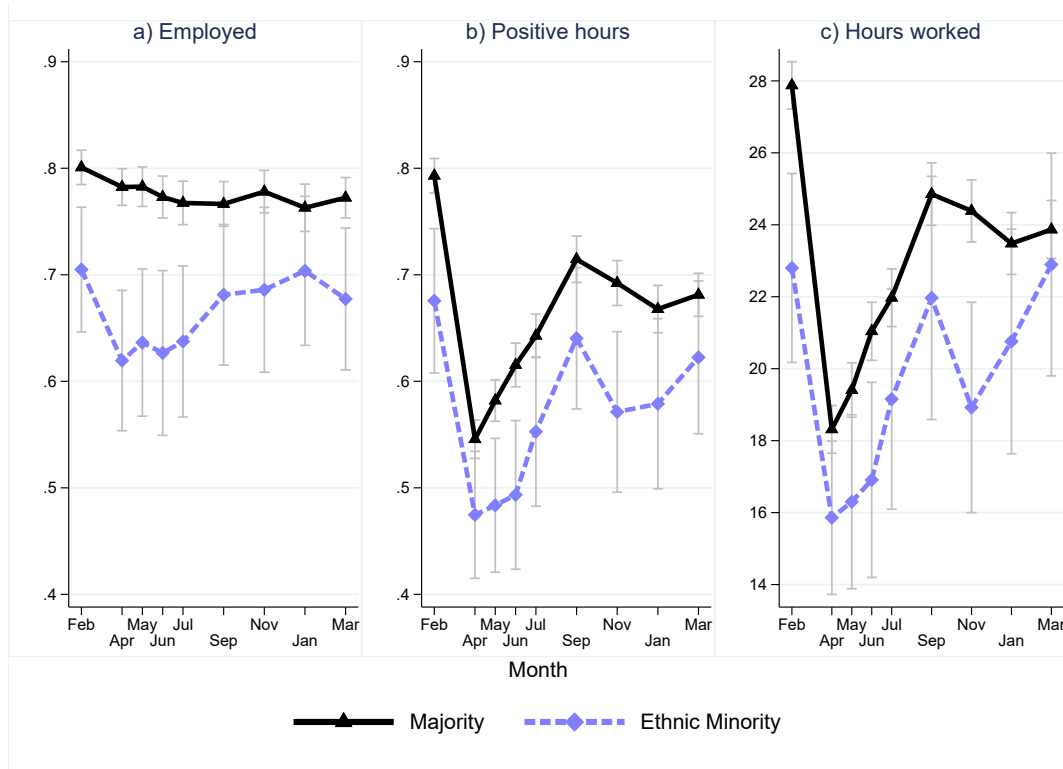 a) Employed
b) Positive hours
c) Hours worked
.9
.8
.7
.6
.5
.4
Feb
Apr
May
Jun
Jul
Sep
Nov
Jan
Mar
.9
.8
.7
.6
.5
.4
Feb
Apr
May
Jun
Jul
Sep
Nov
Jan
Mar
28
26
24
22
20
18
16
14
Feb
Apr
May
Jun
Jul
Sep
Nov
Jan
Mar
Month
Majority
Ethnic Minority